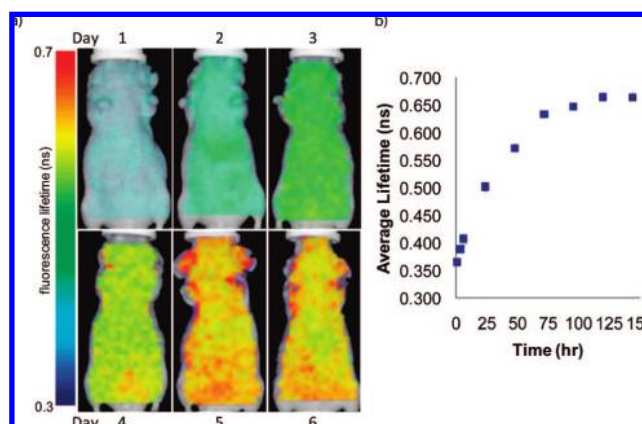 a)
Day 1 2 3
0.7
fluorescence lifetime (ns)
0.3
Day 4 5 6
b)
Average Lifetime (ns)
0.700
0.650
0.600
0.550
0.500
0.450
0.400
0.350
0.300
0 25 50 75 100 125 15
Time (hr)